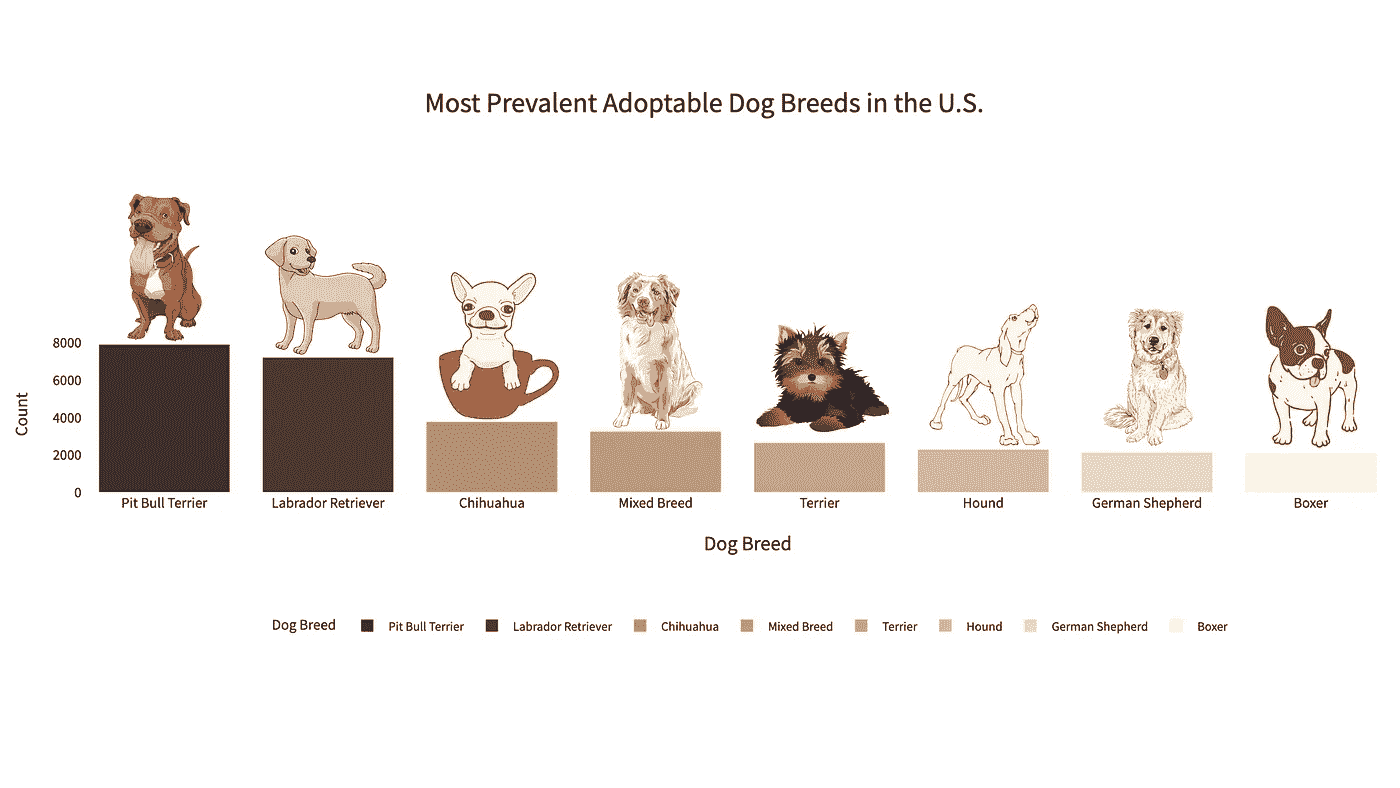 Most Prevalent Adoptable Dog Breeds in the U.S.
Count
8000
6000
4000
2000
0
Pit Bull Terrier Labrador Retriever Chihuahua Mixed Breed Terrier Hound German Shepherd Boxer
Dog Breed
Dog Breed Pit Bull Terrier Labrador Retriever Chihuahua Mixed Breed Terrier Hound German Shepherd Boxer